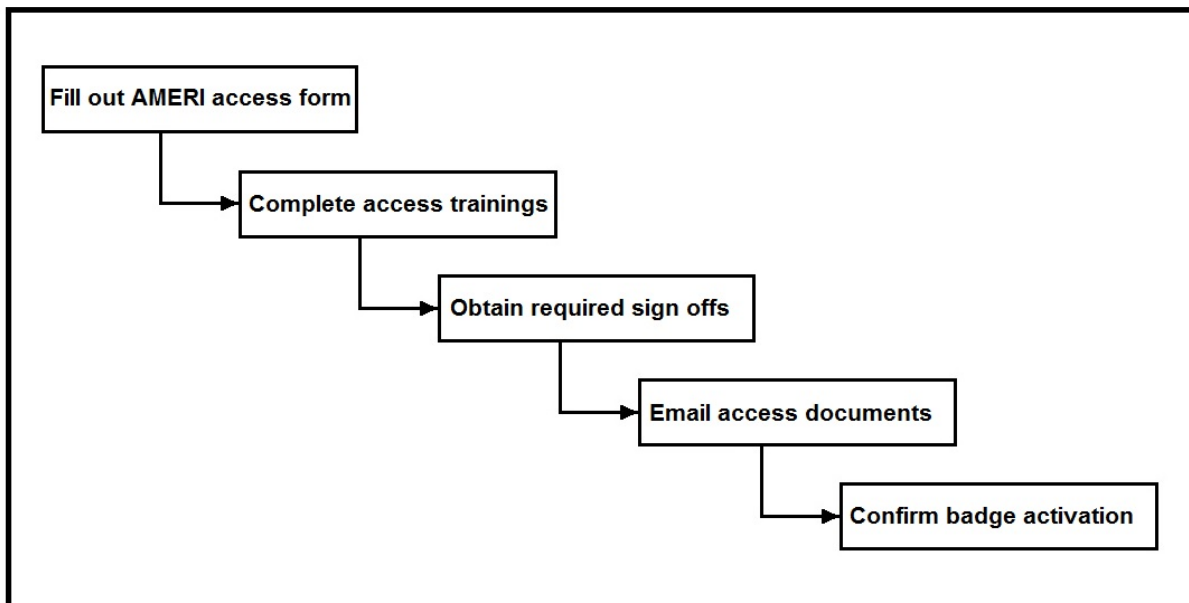 Fill out AMERI access form
Complete access trainings
Obtain required sign offs
Email access documents
Confirm badge activation